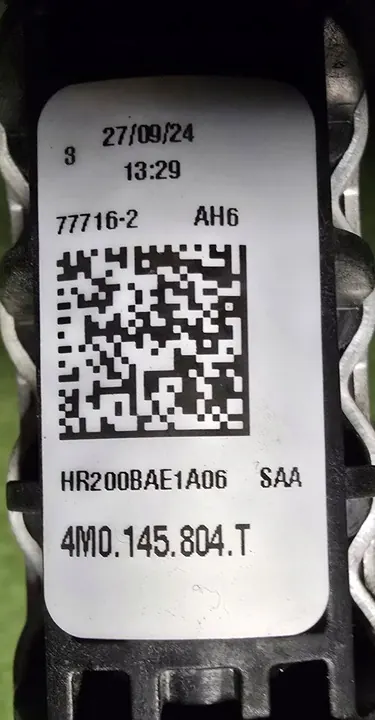 3 27/09/24
13:29
77716-2 AH6
HR200BAE1A06 SAA
4M0.145.804.T